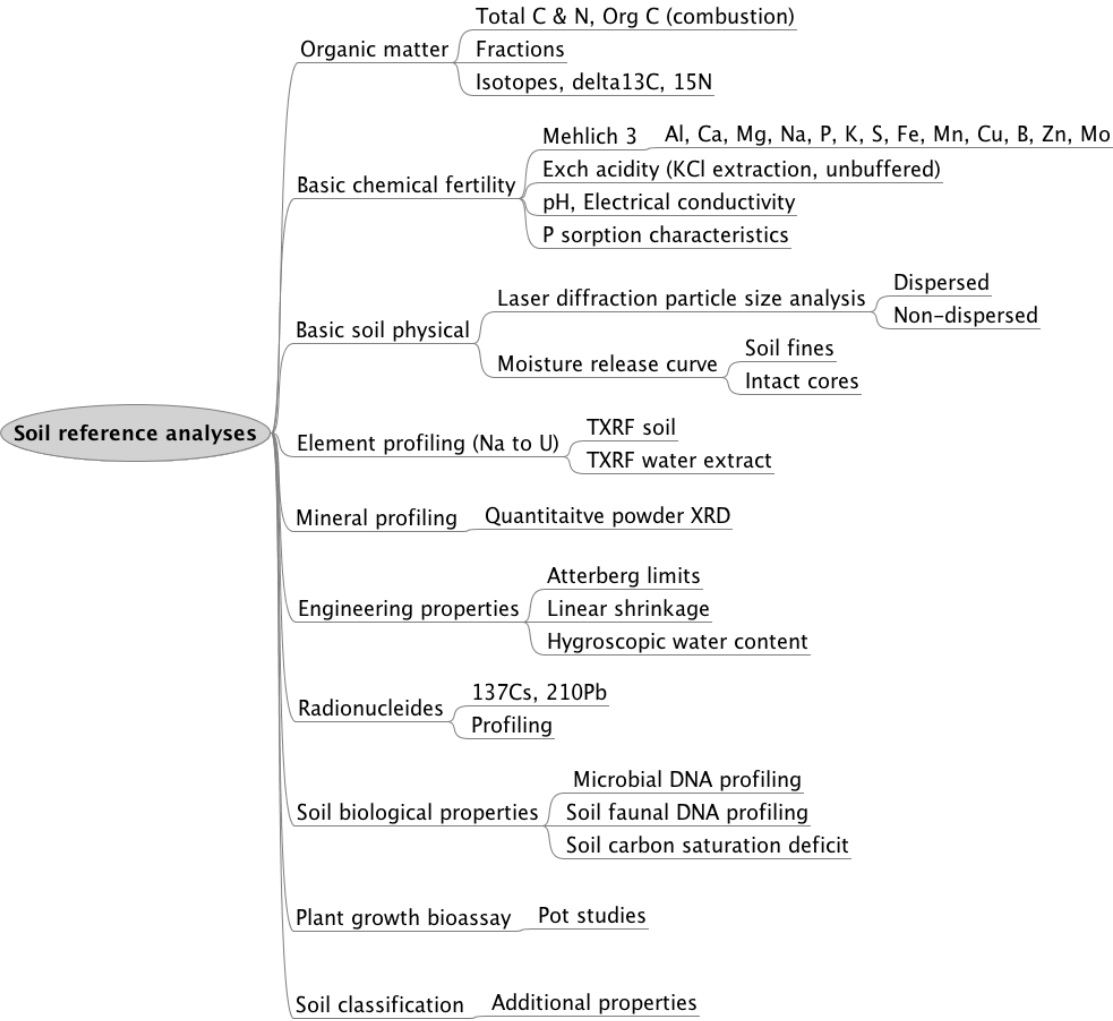 Soil reference analyses
Organic matter
Total C & N, Org C (combustion)
Fractions
Isotopes, delta13C, 15N
Basic chemical fertility
Mehlich 3
Al, Ca, Mg, Na, P, K, S, Fe, Mn, Cu, B, Zn, Mo
Exch acidity (KCl extraction, unbuffered)
pH, Electrical conductivity
P sorption characteristics
Basic soil physical
Laser diffraction particle size analysis
Dispersed
Non-dispersed
Moisture release curve
Soil fines
Intact cores
Element profiling (Na to U)
TXRF soil
TXRF water extract
Mineral profiling
Quantitaitve powder XRD
Engineering properties
Atterberg limits
Linear shrinkage
Hygroscopic water content
Radionucleides
137Cs, 210Pb
Profiling
Soil biological properties
Microbial DNA profiling
Soil faunal DNA profiling
Soil carbon saturation deficit
Plant growth bioassay
Pot studies
Soil classification
Additional properties